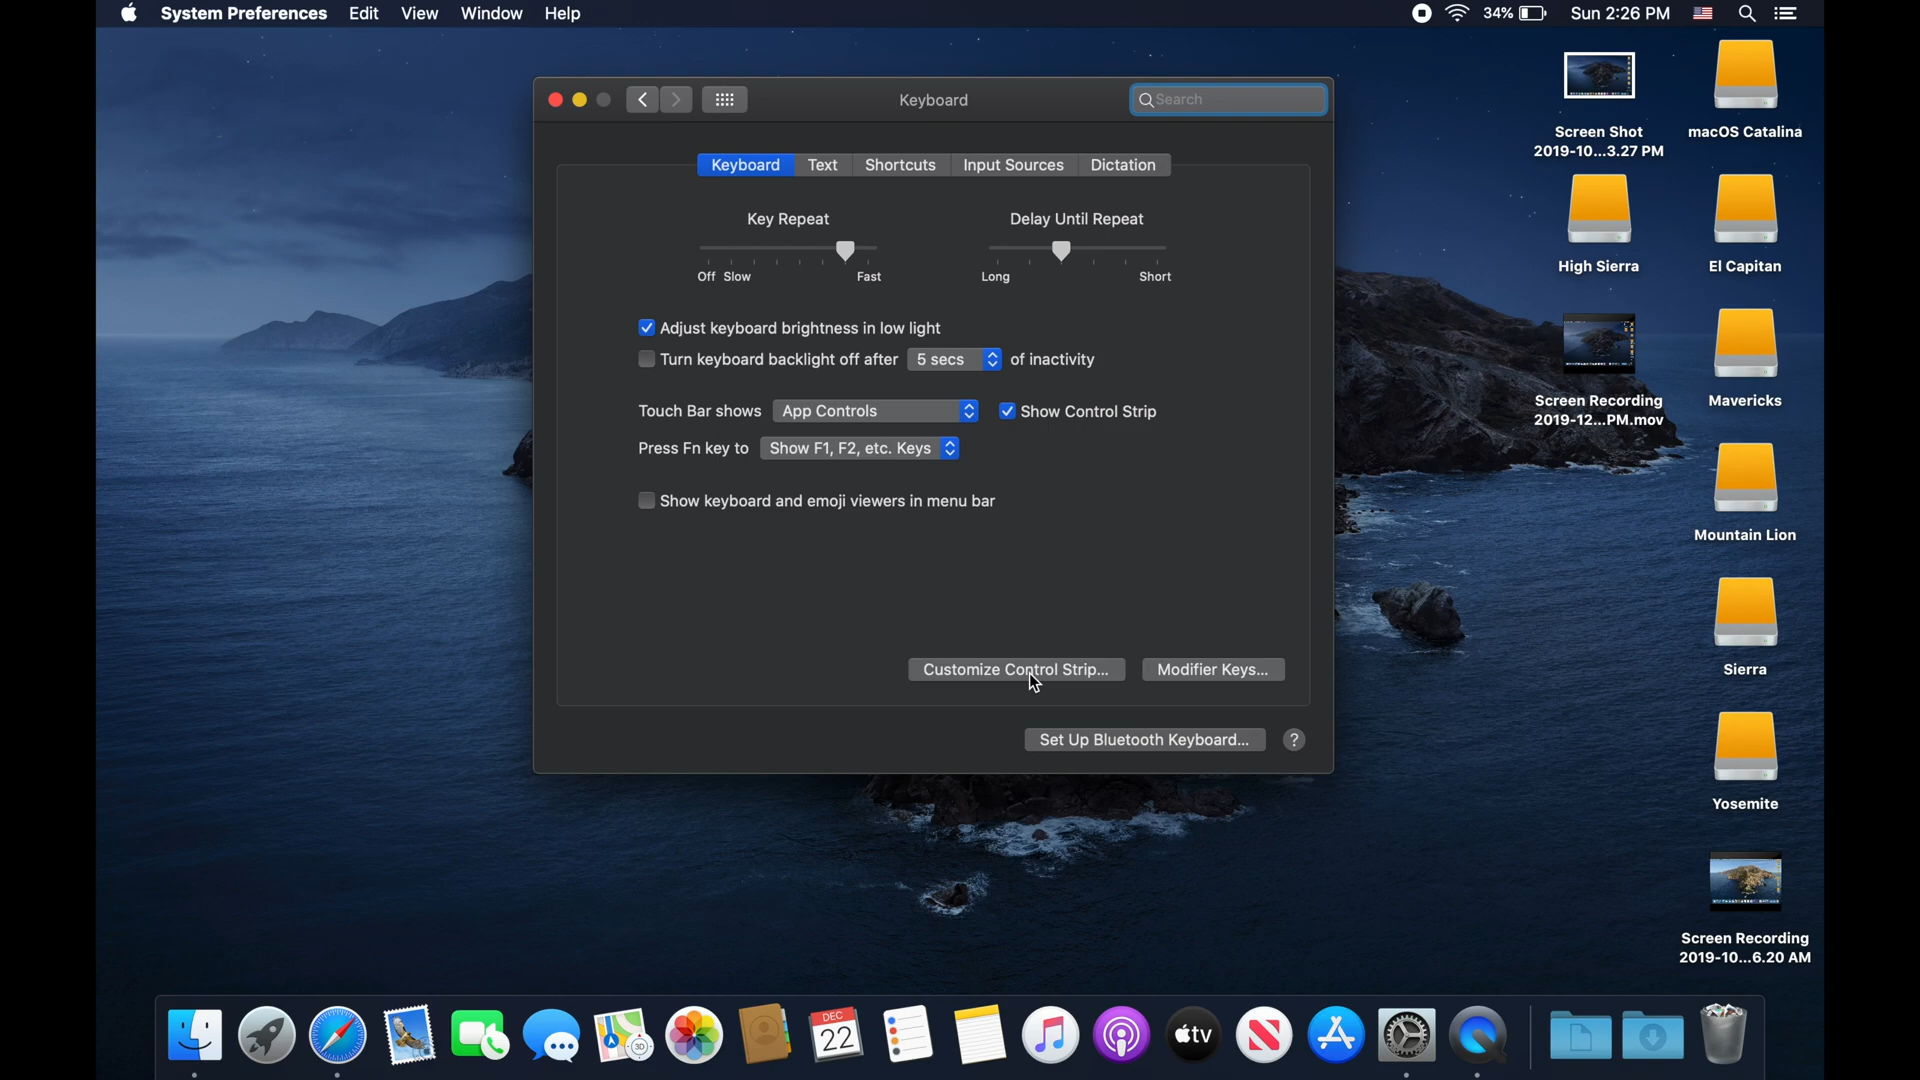 System Preferences Edit View Window Help
34% Sun 2:26 PM
Keyboard
Search
Keyboard Text Shortcuts Input Sources Dictation
Key Repeat
Delay Until Repeat
Off Slow Fast
Long Short
Adjust keyboard brightness in low light
Turn keyboard backlight off after 5 secs of inactivity
Touch Bar shows App Controls Show Control Strip
Press Fn key to Show F1, F2, etc. Keys
Show keyboard and emoji viewers in menu bar
Customize Control Strip... Modifier Keys...
Set Up Bluetooth Keyboard... ?
Screen Shot
2019-10...3.27 PM
macOS Catalina
High Sierra
El Capitan
Screen Recording
2019-12...PM.mov
Mavericks
Mountain Lion
Sierra
Yosemite
Screen Recording
2019-10...6.20 AM
3D
DEC
22
tv